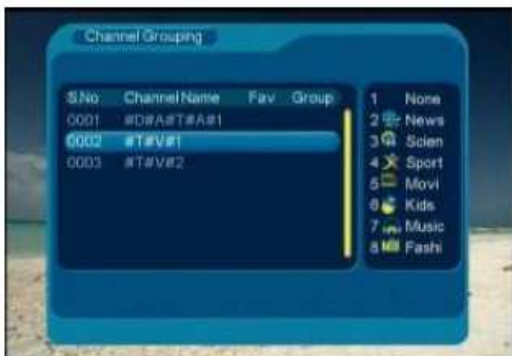 Channel Grouping
S.No Channel Name Fav Group
0001 #D#A#T#A#1
0002 #T#V#1
0003 #T#V#2
1 None
2 News
3 Scien
4 Sport
5 Movi
6 Kids
7 Music
8 Fashi